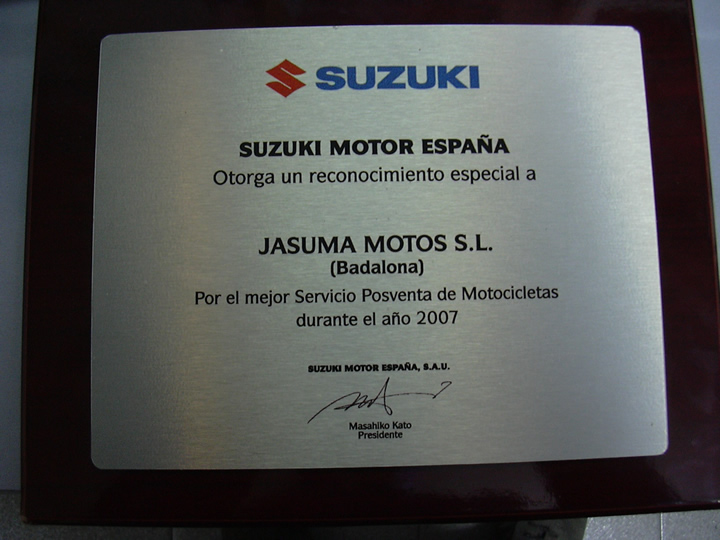 SUZUKI
SUZUKI MOTOR ESPAÑA
Otorga un reconocimiento especial a
JASUMA MOTOS S.L.
(Badalona)
Por el mejor Servicio Posventa de Motocicletas
durante el año 2007
SUZUKI MOTOR ESPAÑA, S.A.U.
Masahiko Kato
Presidente